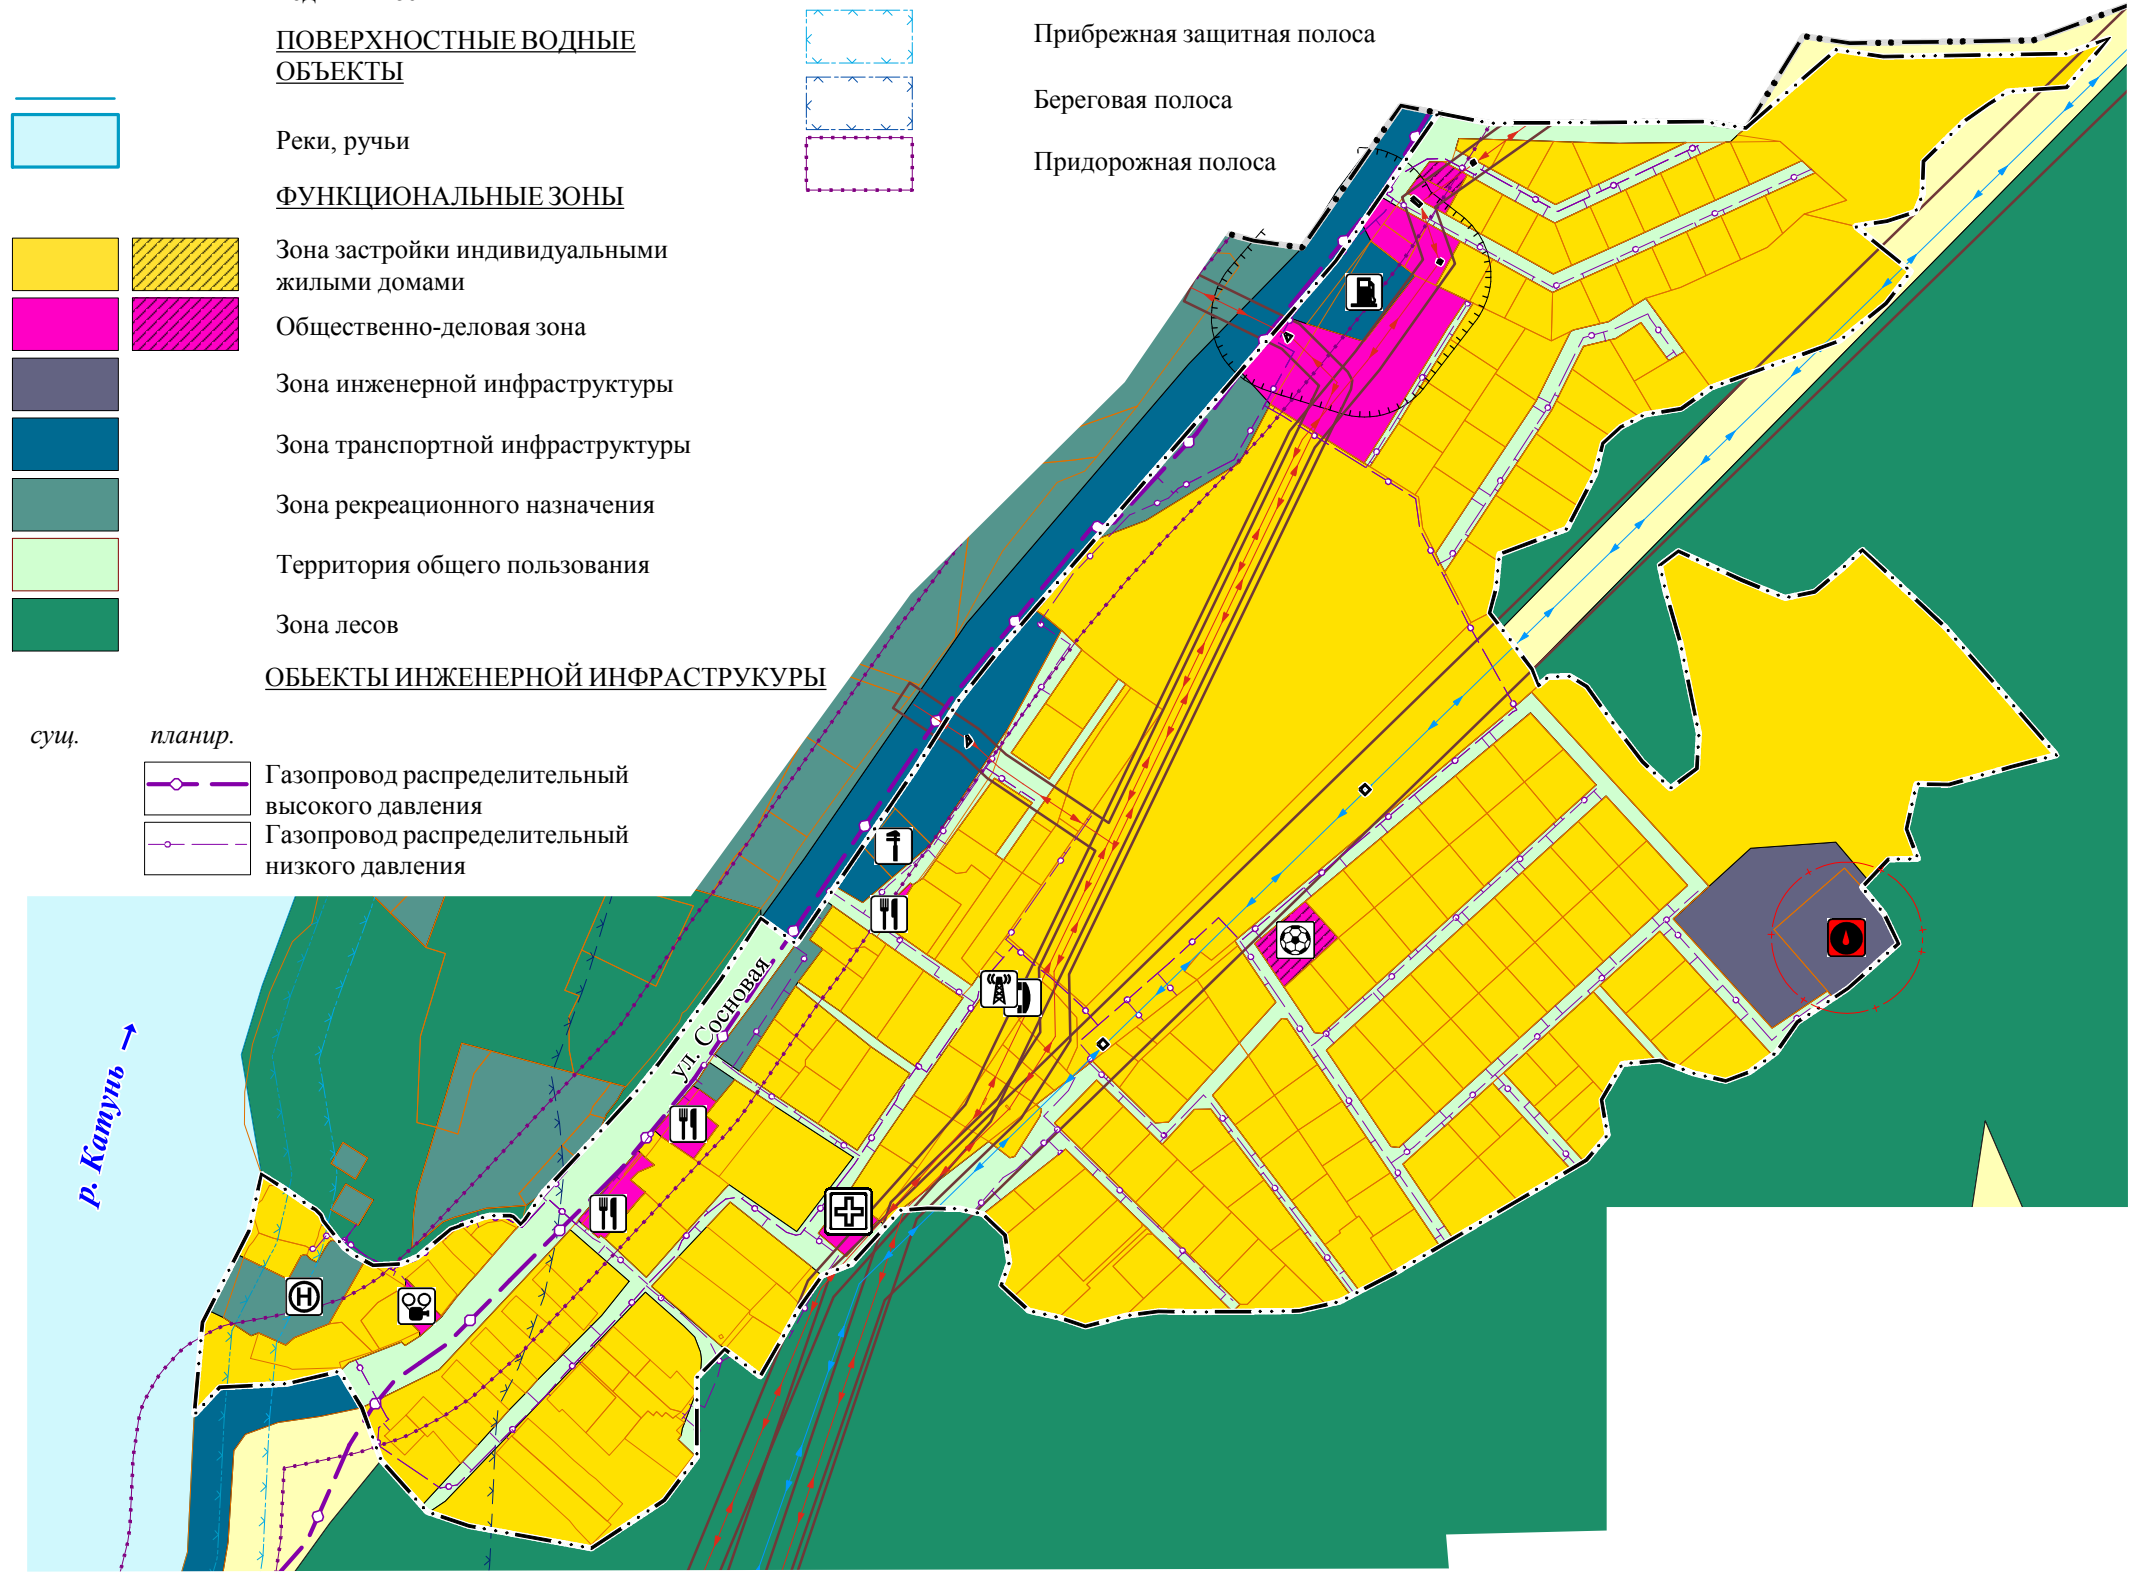 ПОВЕРХНОСТНЫЕ ВОДНЫЕ
ОБЪЕКТЫ
Реки, ручьи
ФУНКЦИОНАЛЬНЫЕ ЗОНЫ
Зона застройки индивидуальными
жилыми домами
Общественно-деловая зона
Зона инженерной инфраструктуры
Зона транспортной инфраструктуры
Зона рекреационного назначения
Территория общего пользования
Зона лесов
ОБЬЕКТЫ ИНЖЕНЕРНОЙ ИНФРАСТРУКУРЫ
сущ. планир.
Газопровод распределительный
высокого давления
Газопровод распределительный
низкого давления
Прибрежная защитная полоса
Береговая полоса
Придорожная полоса
ул. Сосновая
р. Катунь
H